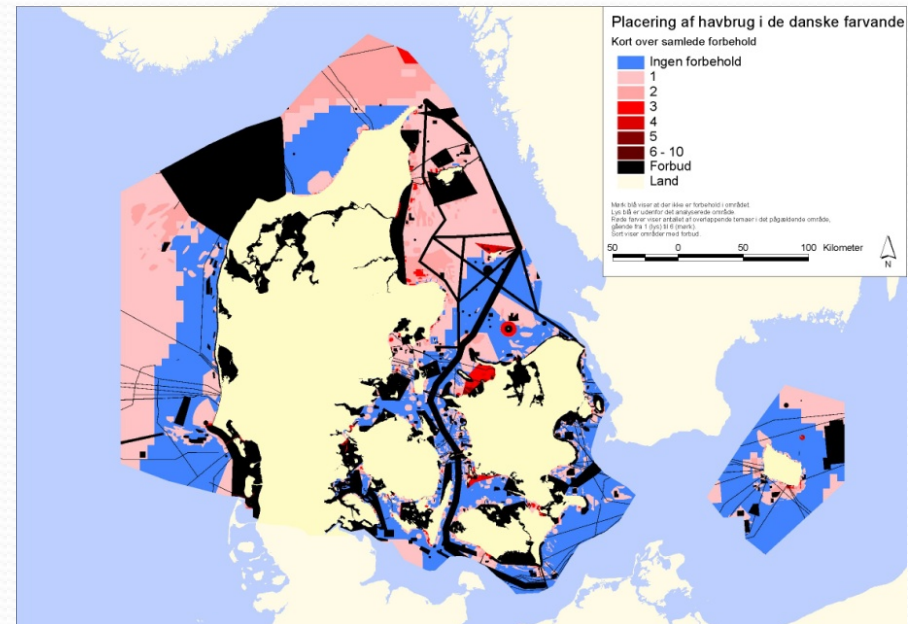 Placering af havbrug i de danske farvande
Kort over samlede forbehold
Ingen forbehold
1
2
3
4
5
6 - 10
Forbud
Land
Mørk blå viser at der ikke er forbehold i området.
Lys blå er udenfor det analyserede område.
Røde farver viser antallet af overlappende temaer i det pågældende område,
gående fra 1 (lys) til 6 (mørk).
Sort viser områder med forbud.
50 0 50 100 Kilometer
N